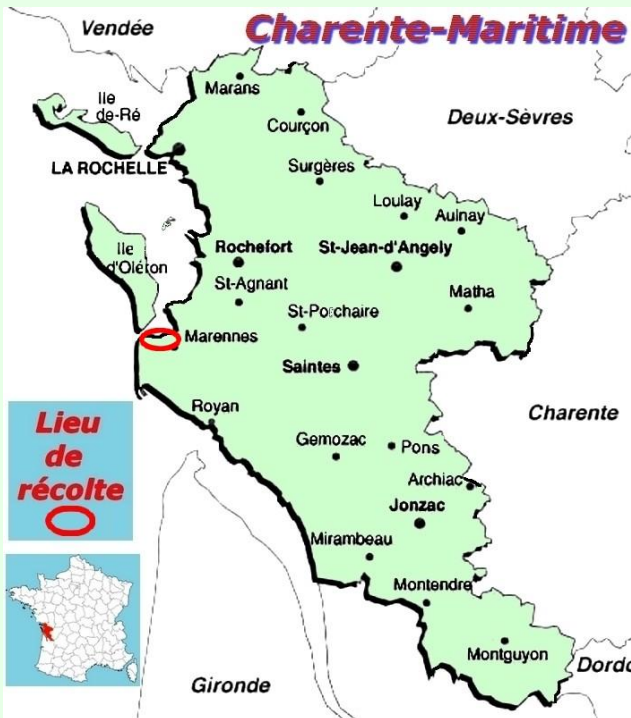 Charente-Maritime
Vendée
Marans
Ile
de-Ré
Courçon
Deux-Sèvres
LA ROCHELLE
Surgères
Loulay
Aulnay
Ile
d'Oléron
Rochefort
St-Jean-d'Angely
St-Agnant
Matha
St-Porchaire
Marennes
Saintes
Charente
Royan
Gemozac
Pons
Archiac
Jonzac
Lieu
de
récolte
Mirambeau
Montendre
Montguyon
Gironde
Dordo